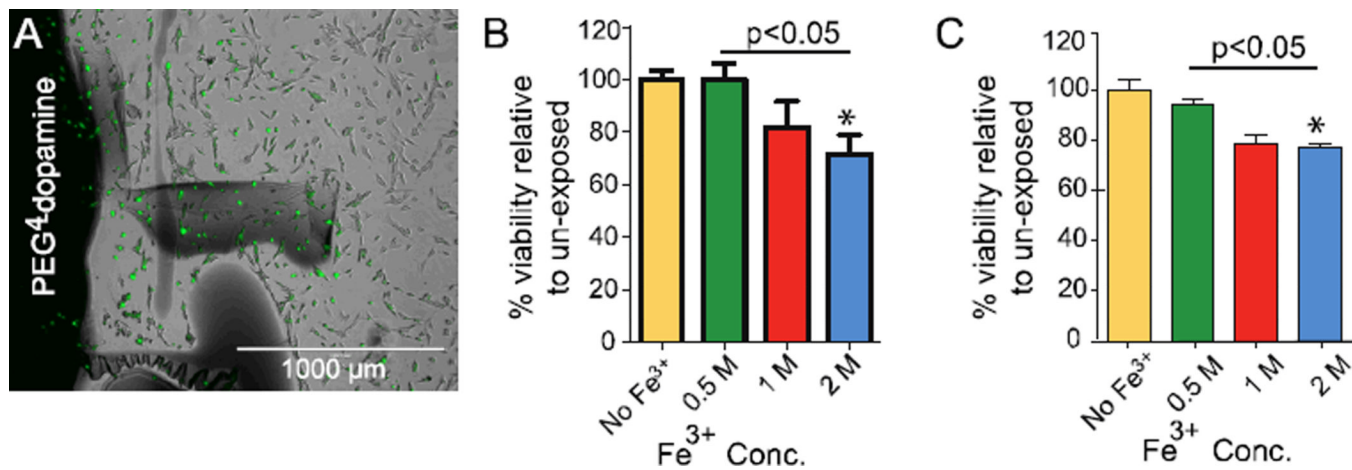 A
PEG4-dopamine
1000 µm
B
% viability relative
to un-exposed
120
100
80
60
40
20
0
p<0.05
*
No Fe3+
0.5 M
1 M
2 M
Fe3+ Conc.
C
% viability relative
to un-exposed
120
100
80
60
40
20
0
p<0.05
*
No Fe3+
0.5 M
1 M
2 M
Fe3+ Conc.